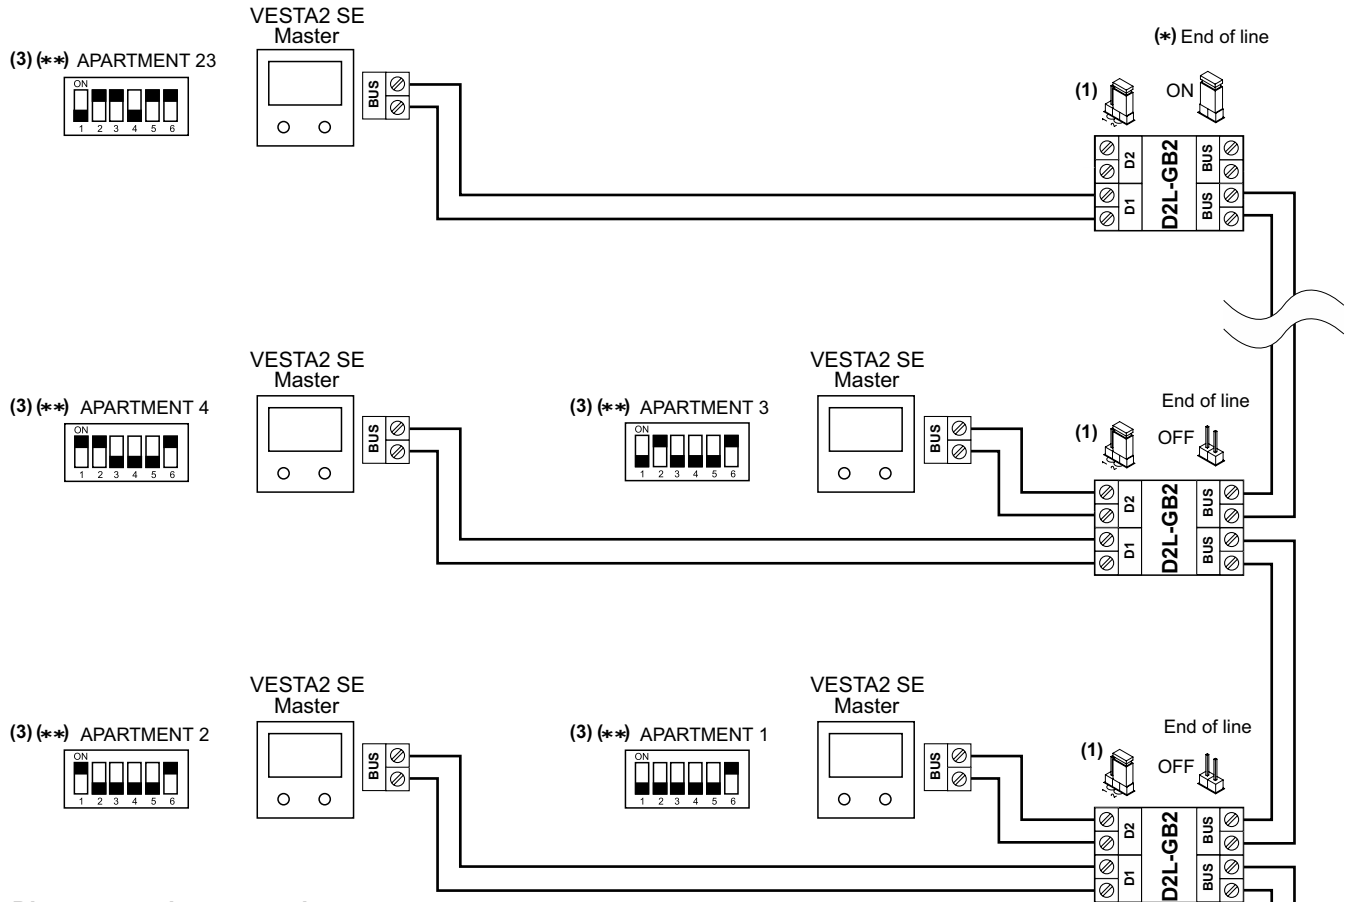 VESTA2 SE
Master
(*) End of line
(3) (**) APARTMENT 23
ON
1 2 3 4 5 6
BUS
(1)
ON
D2
D1
D2L-GB2
BUS
BUS
VESTA2 SE
Master
(3) (**) APARTMENT 4
ON
1 2 3 4 5 6
BUS
VESTA2 SE
Master
(3) (**) APARTMENT 3
ON
1 2 3 4 5 6
BUS
End of line
(1)
OFF
D2
D1
D2L-GB2
BUS
BUS
VESTA2 SE
Master
(3) (**) APARTMENT 2
ON
1 2 3 4 5 6
BUS
VESTA2 SE
Master
(3) (**) APARTMENT 1
ON
1 2 3 4 5 6
BUS
End of line
(1)
OFF
D2
D1
D2L-GB2
BUS
BUS